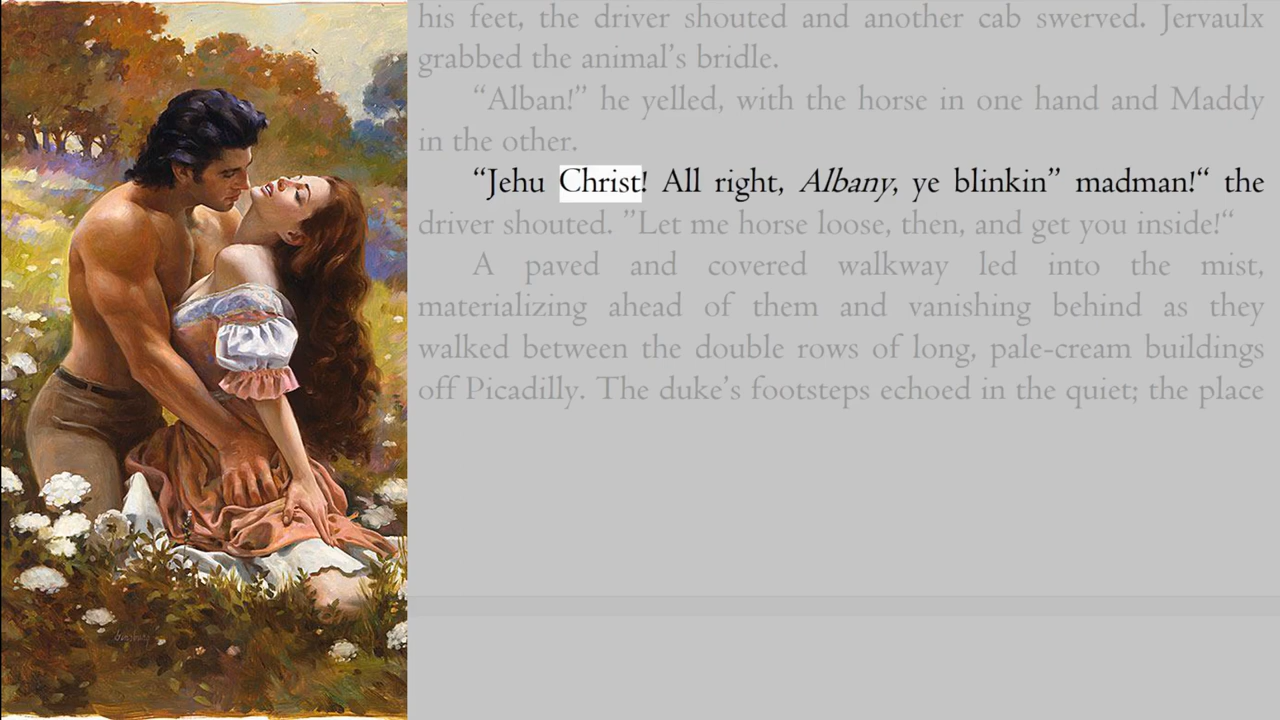 his feet, the driver shouted and another cab swerved. Jervaulx
grabbed the animal’s bridle.
“Alban!” he yelled, with the horse in one hand and Maddy
in the other.
“Jehu Christ! All right, Albany, ye blinkin” madman!“ the
driver shouted. ”Let me horse loose, then, and get you inside!“
A paved and covered walkway led into the mist,
materializing ahead of them and vanishing behind as they
walked between the double rows of long, pale-cream buildings
off Picadilly. The duke’s footsteps echoed in the quiet; the place